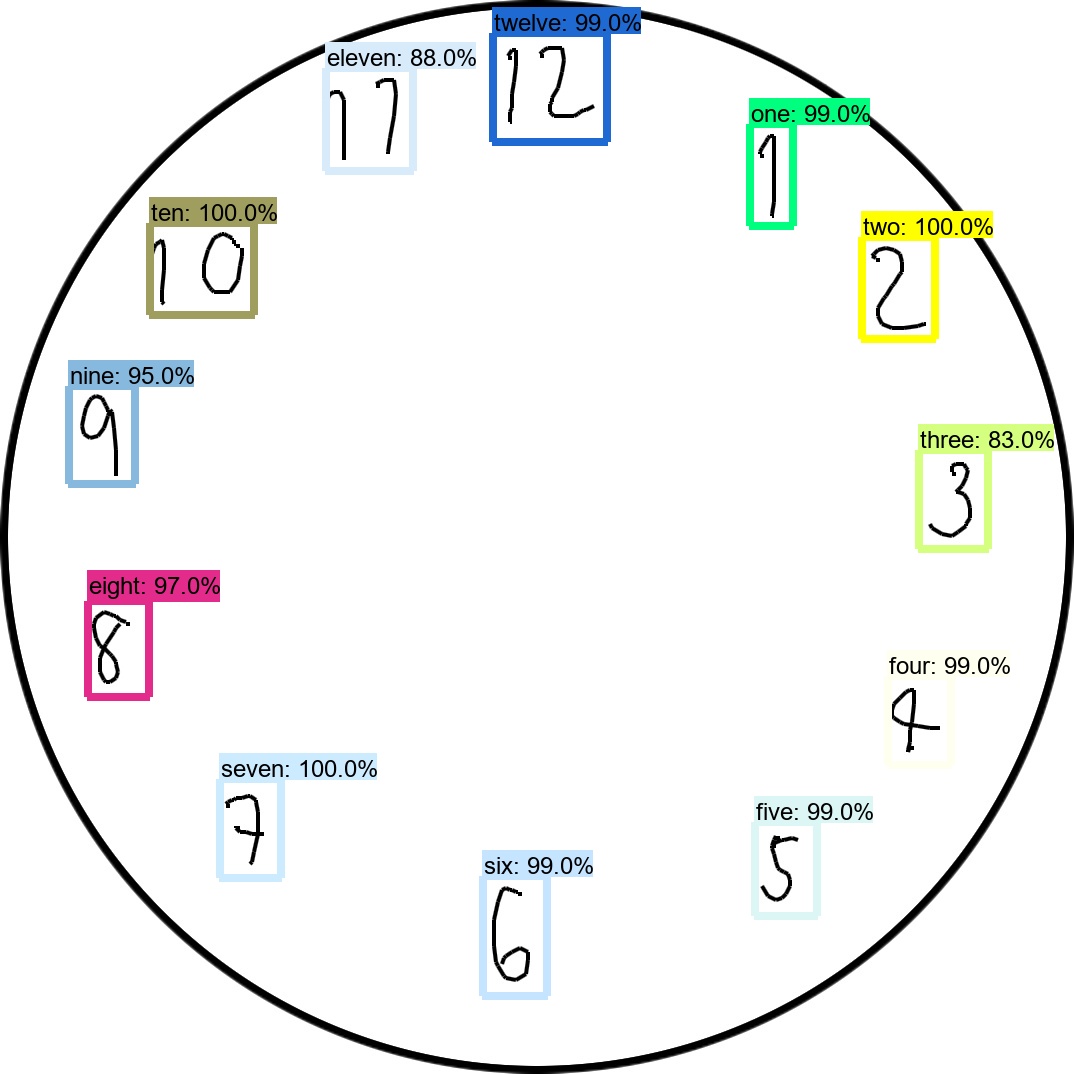 twelve: 99.0%
12
eleven: 88.0%
11
one: 99.0%
1
ten: 100.0%
10
two: 100.0%
2
nine: 95.0%
9
three: 83.0%
3
eight: 97.0%
8
four: 99.0%
4
seven: 100.0%
7
five: 99.0%
5
six: 99.0%
6